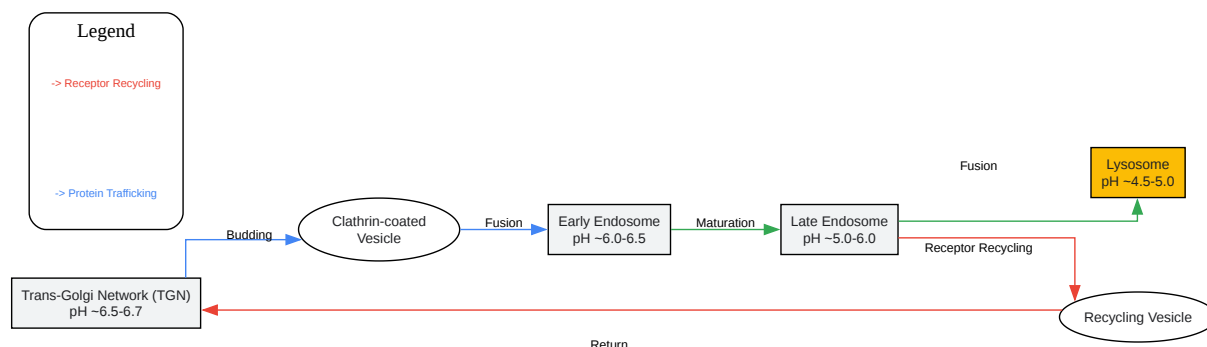 Legend
-> Receptor Recycling
-> Protein Trafficking
Trans-Golgi Network (TGN)
pH ~6.5-6.7
Budding
Clathrin-coated
Vesicle
Fusion
Early Endosome
pH ~6.0-6.5
Maturation
Late Endosome
pH ~5.0-6.0
Fusion
Lysosome
pH ~4.5-5.0
Receptor Recycling
Recycling Vesicle
Return